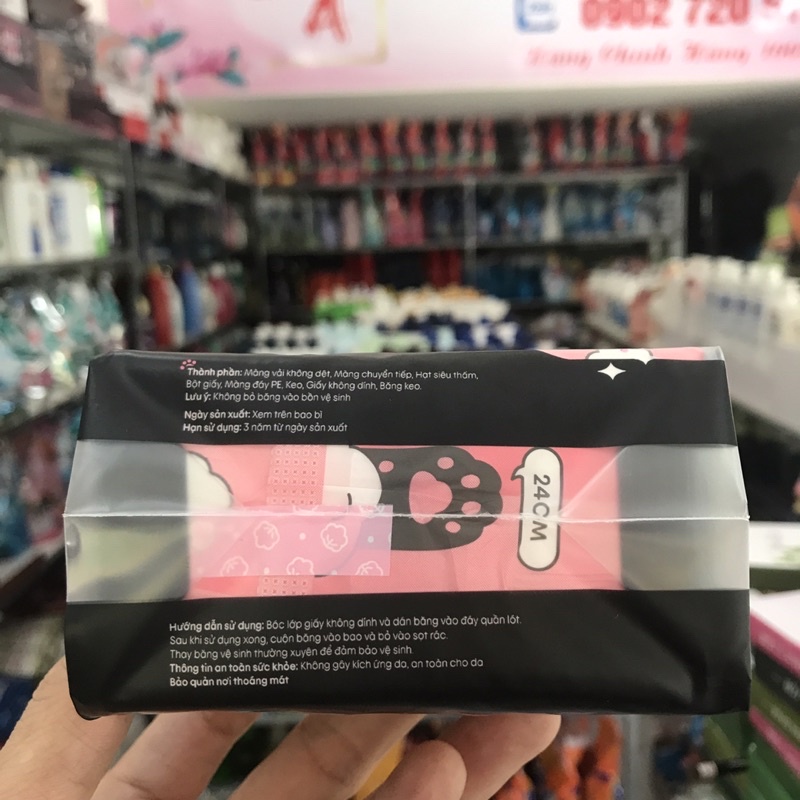 A
0902 720
Thành phần: Màng vải không dệt, Màng chuyển tiếp, Hạt siêu thấm,
Bột giấy, Màng đáy PE, Keo, Giấy không dính, Băng keo.
Lưu ý: Không bỏ băng vào bồn vệ sinh
Ngày sản xuất: Xem trên bao bì
Hạn sử dụng: 3 năm từ ngày sản xuất
24CM
Hướng dẫn sử dụng: Bóc lớp giấy không dính và dán băng vào đáy quần lót.
Sau khi sử dụng xong, cuộn băng vào bao và bỏ vào sọt rác.
Thay băng vệ sinh thường xuyên để đảm bảo vệ sinh
Thông tin an toàn sức khỏe: Không gây kích ứng da, an toàn cho da
Bảo quản nơi thoáng mát